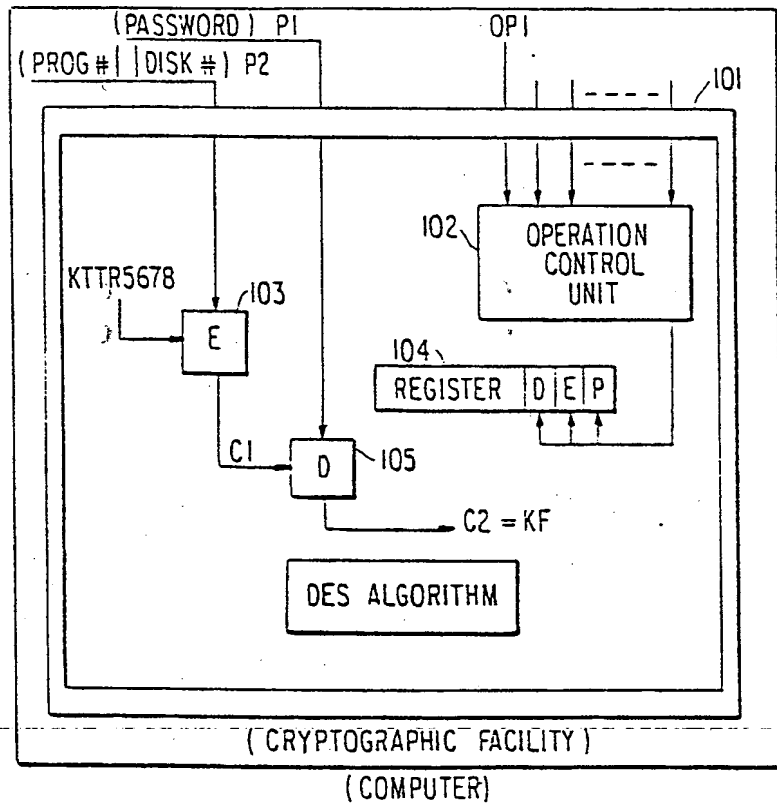 (PASSWORD) P1
OP1
(PROG #||DISK #) P2
101
102
OPERATION
CONTROL
UNIT
KTTR5678
103
E
104
REGISTER D E P
C1
D
105
C2 = KF
DES ALGORITHM
(CRYPTOGRAPHIC FACILITY)
(COMPUTER)